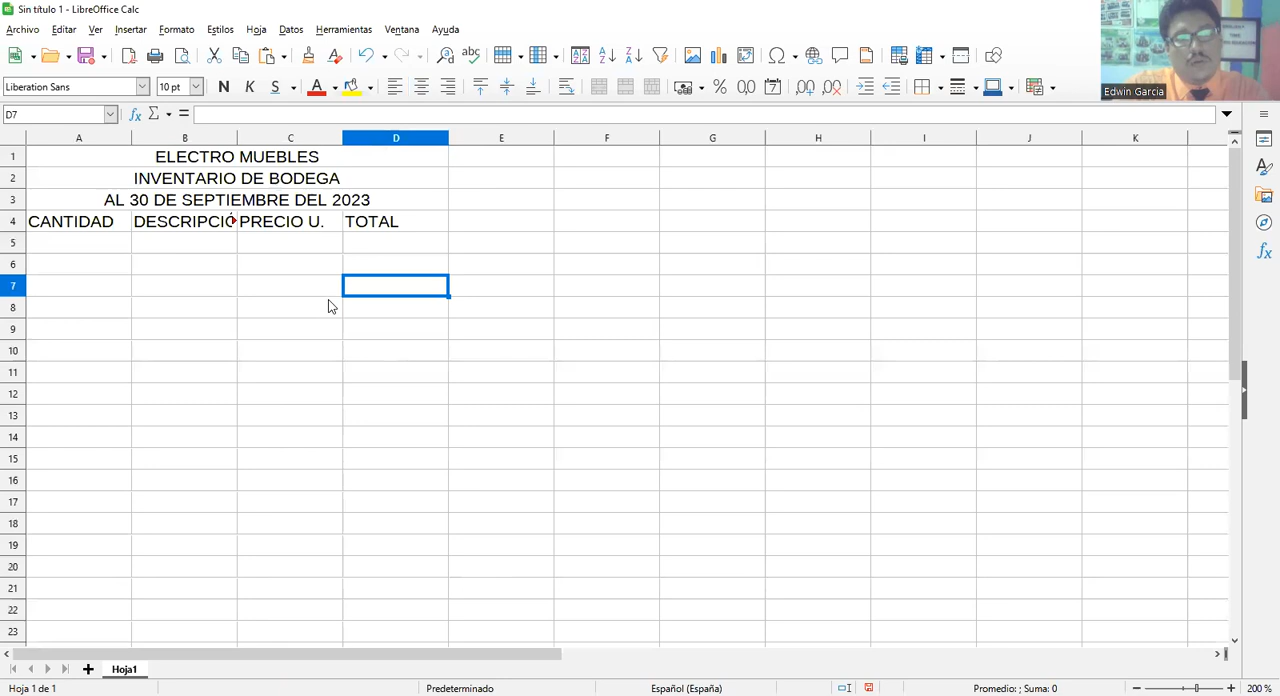 Sin título 1 - LibreOffice Calc
Archivo Editar Ver Insertar Formato Estilos Hoja Datos Herramientas Ventana Ayuda
Liberation Sans 10 pt N K S
D7
A B C D E F G H I J K
1 ELECTRO MUEBLES
2 INVENTARIO DE BODEGA
3 AL 30 DE SEPTIEMBRE DEL 2023
4 CANTIDAD DESCRIPCIÓ PRECIO U. TOTAL
5
6
7
8
9
10
11
12
13
14
15
16
17
18
19
20
21
22
23
Hoja1
Hoja 1 de 1 Predeterminado Español (España) Promedio: ; Suma: 0 200 %
Edwin Garcia